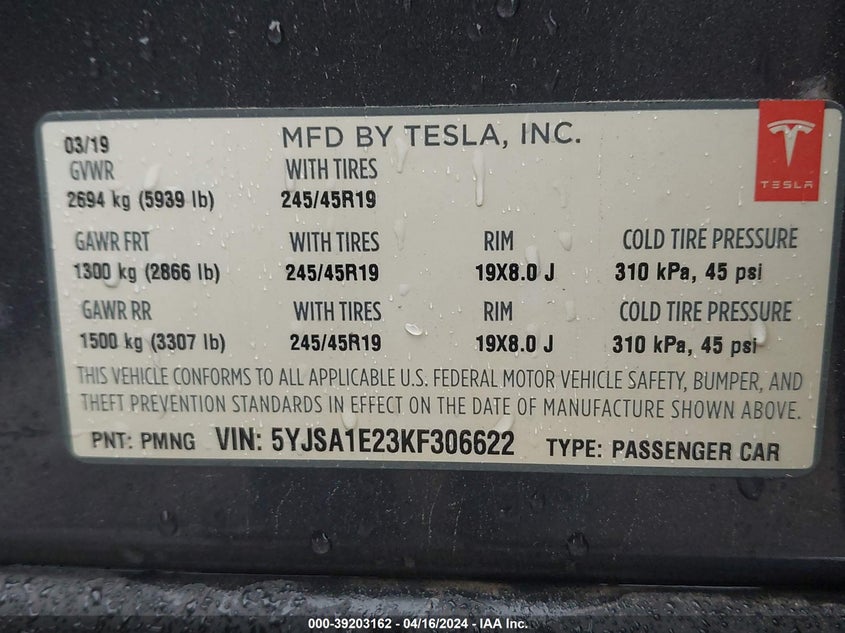 03/19 MFD BY TESLA, INC.
TESLA
GVWR WITH TIRES
2694 kg (5939 lb) 245/45R19
GAWR FRT WITH TIRES RIM COLD TIRE PRESSURE
1300 kg (2866 lb) 245/45R19 19X8.0 J 310 kPa, 45 psi
GAWR RR WITH TIRES RIM COLD TIRE PRESSURE
1500 kg (3307 lb) 245/45R19 19X8.0 J 310 kPa, 45 psi
THIS VEHICLE CONFORMS TO ALL APPLICABLE U.S. FEDERAL MOTOR VEHICLE SAFETY, BUMPER, AND
THEFT PREVENTION STANDARDS IN EFFECT ON THE DATE OF MANUFACTURE SHOWN ABOVE.
PNT: PMNG VIN: 5YJSA1E23KF306622 TYPE: PASSENGER CAR
000-39203162 - 04/16/2024 - IAA Inc.